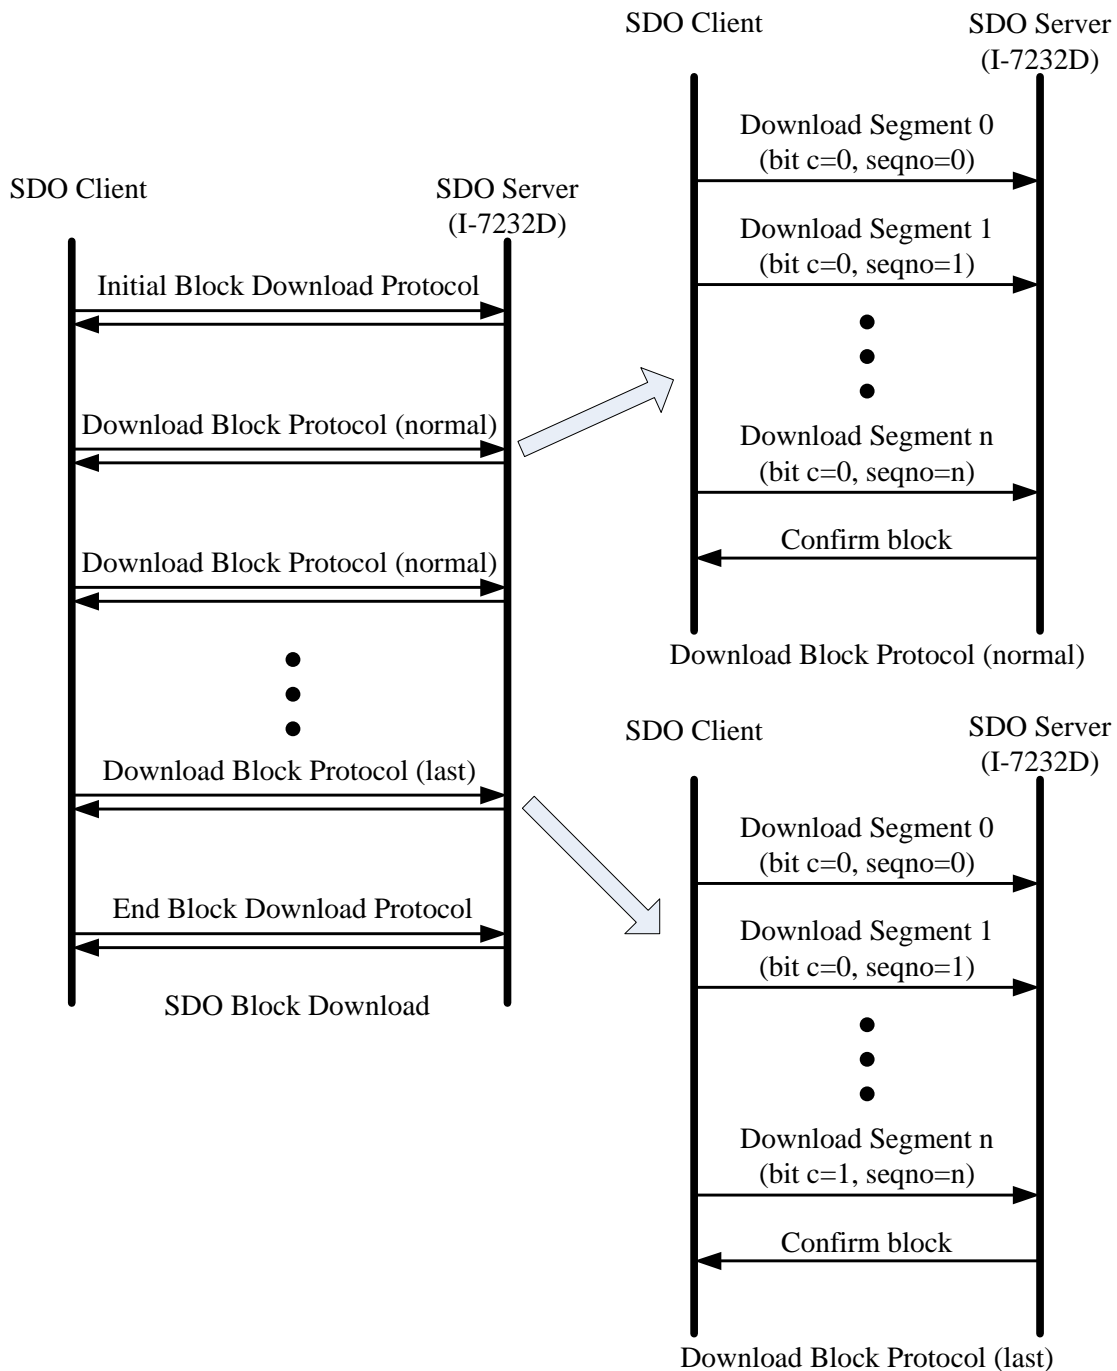 SDO Client
SDO Server
(I-7232D)
Initial Block Download Protocol
Download Block Protocol (normal)
Download Block Protocol (normal)
Download Block Protocol (last)
End Block Download Protocol
SDO Block Download
SDO Client
SDO Server
(I-7232D)
Download Segment 0
(bit c=0, seqno=0)
Download Segment 1
(bit c=0, seqno=1)
Download Segment n
(bit c=0, seqno=n)
Confirm block
Download Block Protocol (normal)
SDO Client
SDO Server
(I-7232D)
Download Segment 0
(bit c=0, seqno=0)
Download Segment 1
(bit c=0, seqno=1)
Download Segment n
(bit c=1, seqno=n)
Confirm block
Download Block Protocol (last)